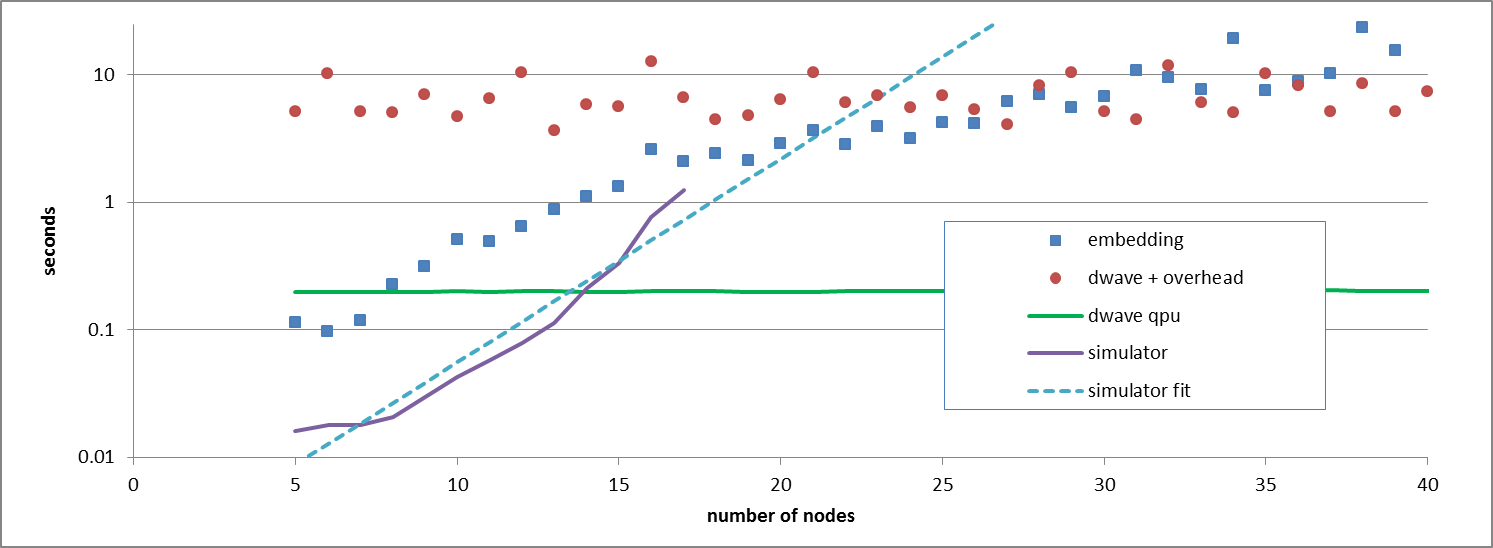 10
1
0.1
0.01
seconds
embedding
dwave + overhead
dwave qpu
simulator
simulator fit
0 5 10 15 20 25 30 35 40
number of nodes